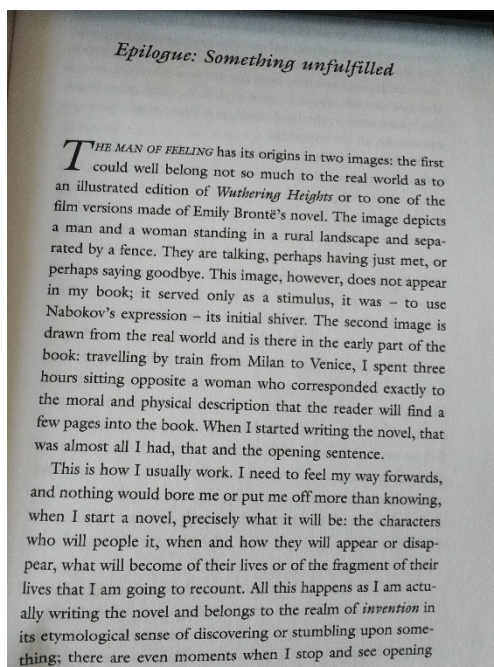 Epilogue: Something unfulfilled
THE MAN OF FEELING has its origins in two images: the first
could well belong not so much to the real world as to
an illustrated edition of Wuthering Heights or to one of the
film versions made of Emily Brontë's novel. The image depicts
a man and a woman standing in a rural landscape and sepa-
rated by a fence. They are talking, perhaps having just met, or
perhaps saying goodbye. This image, however, does not appear
in my book; it served only as a stimulus, it was – to use
Nabokov's expression – its initial shiver. The second image is
drawn from the real world and is there in the early part of the
book: travelling by train from Milan to Venice, I spent three
hours sitting opposite a woman who corresponded exactly to
the moral and physical description that the reader will find a
few pages into the book. When I started writing the novel, that
was almost all I had, that and the opening sentence.
This is how I usually work. I need to feel my way forwards,
and nothing would bore me or put me off more than knowing,
when I start a novel, precisely what it will be: the characters
who will people it, when and how they will appear or disap-
pear, what will become of their lives or of the fragment of their
lives that I am going to recount. All this happens as I am actu-
ally writing the novel and belongs to the realm of invention in
its etymological sense of discovering or stumbling upon some-
thing; there are even moments when I stop and see opening